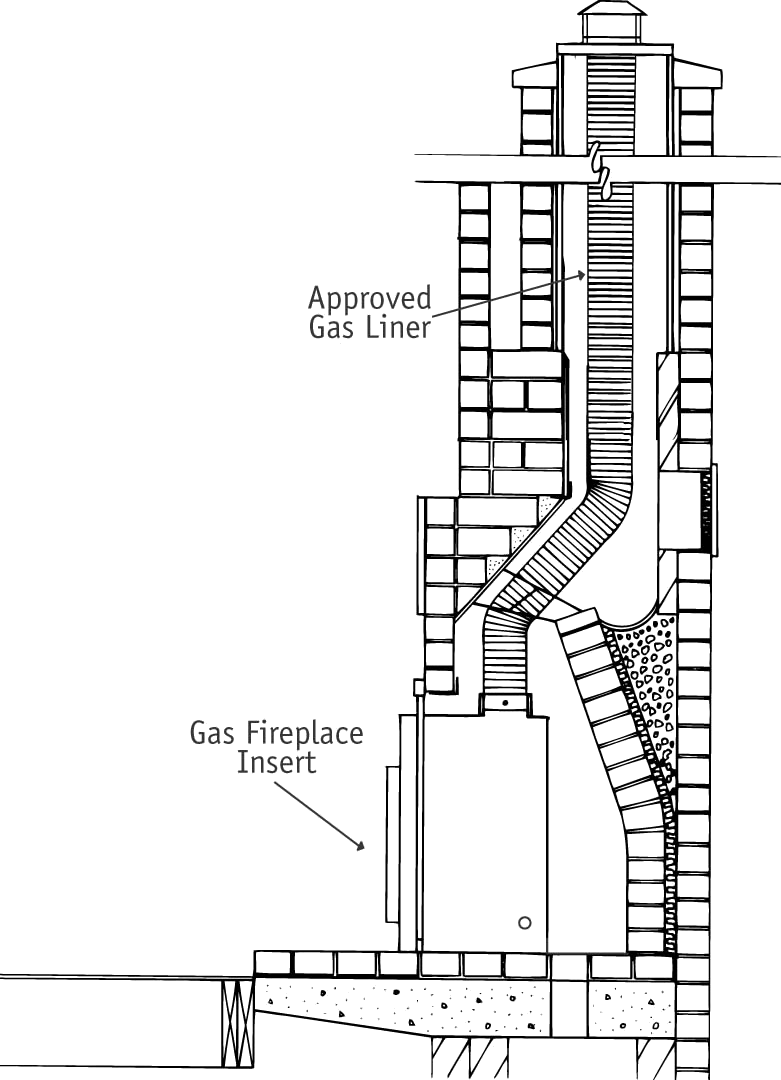 Approved
Gas Liner
Gas Fireplace
Insert